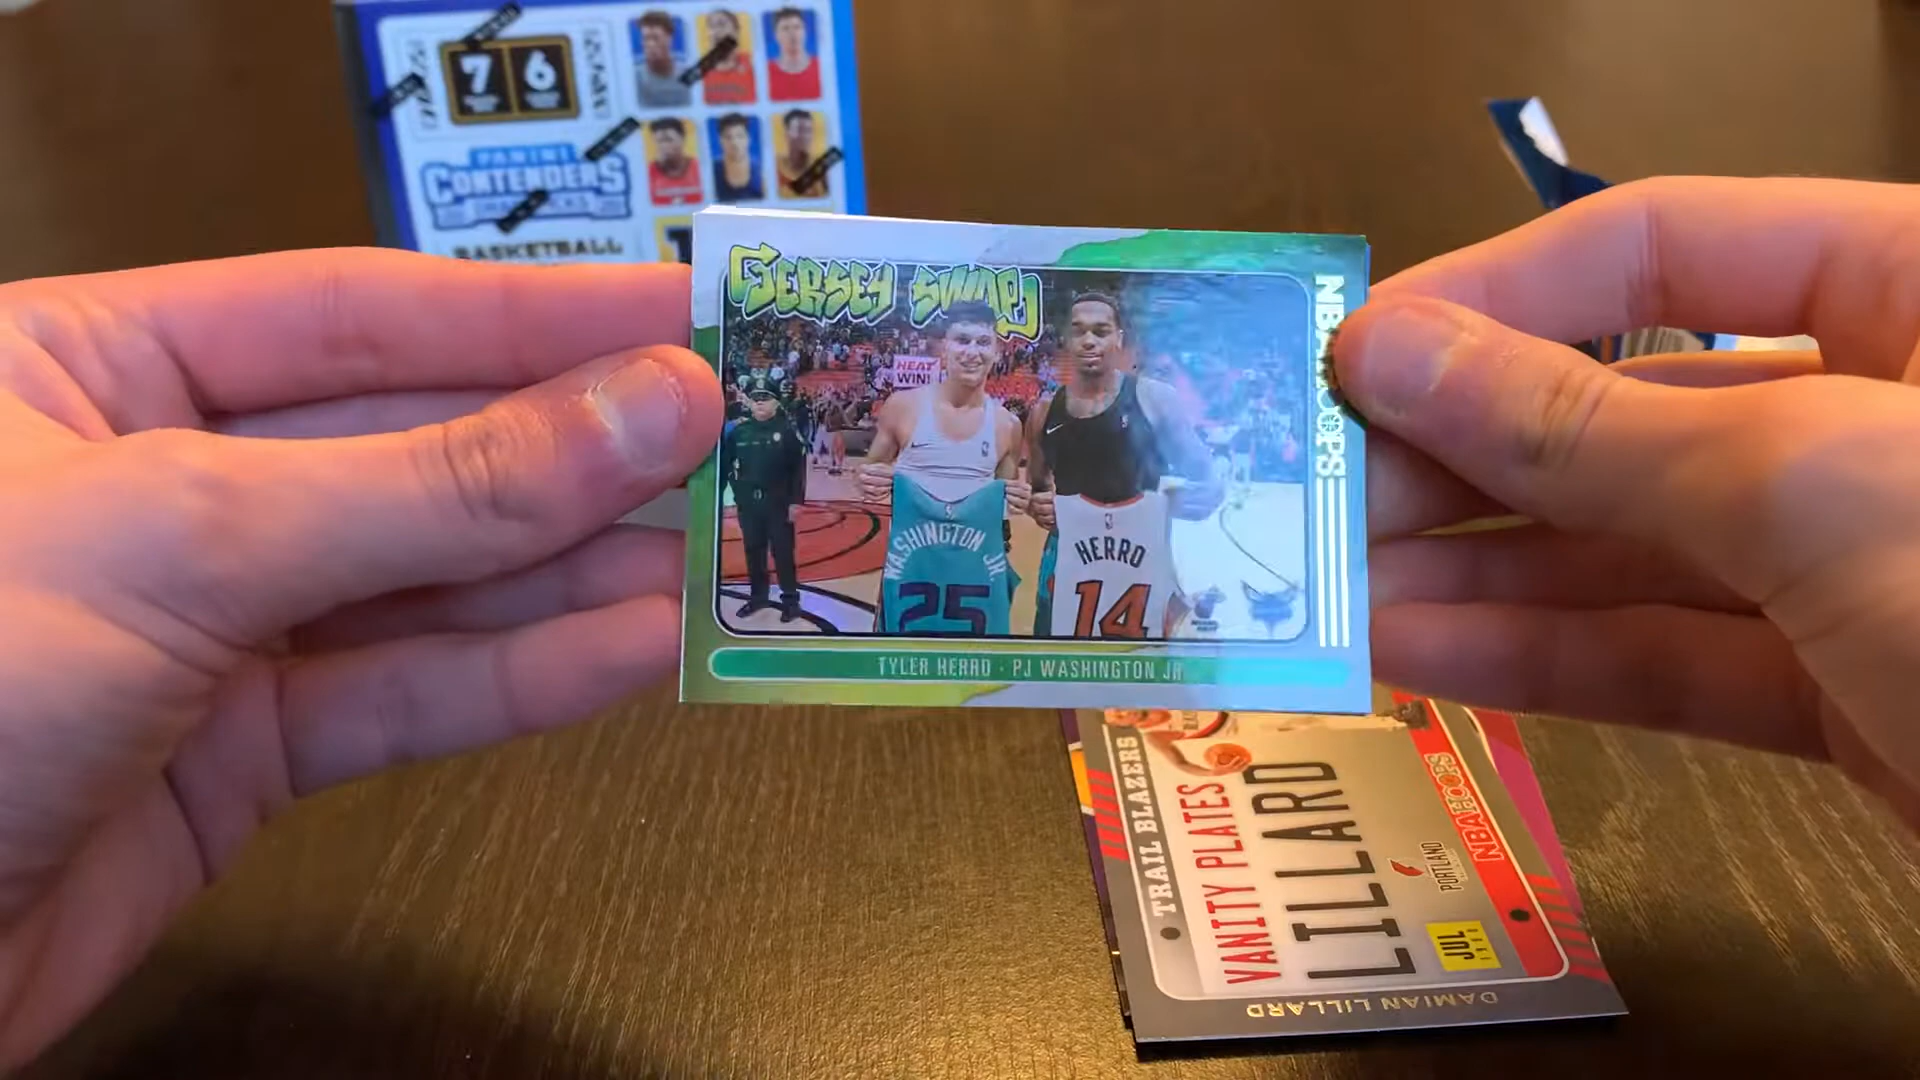 7 6
PANINI
CONTENDERS
BASKETBALL
JERSEY SWAP
NBA HOOPS
HEAT
WIN!
WASHINGTON JR.
25
HERRO
14
TYLER HERRO · PJ WASHINGTON JR
TRAIL BLAZERS
VANITY PLATES
LILLARD
PORTLAND
NBA HOOPS
JUL
DAMIAN LILLARD